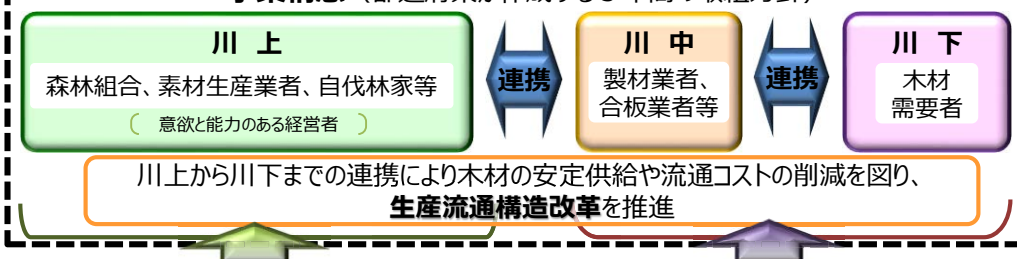 川 上
森林組合、素材生産業者、自伐林家等
( 意欲と能力のある経営者 )
連携
川 中
製材業者、
合板業者等
連携
川 下
木材
需要者
川上から川下までの連携により木材の安定供給や流通コストの削減を図り、
生産流通構造改革を推進